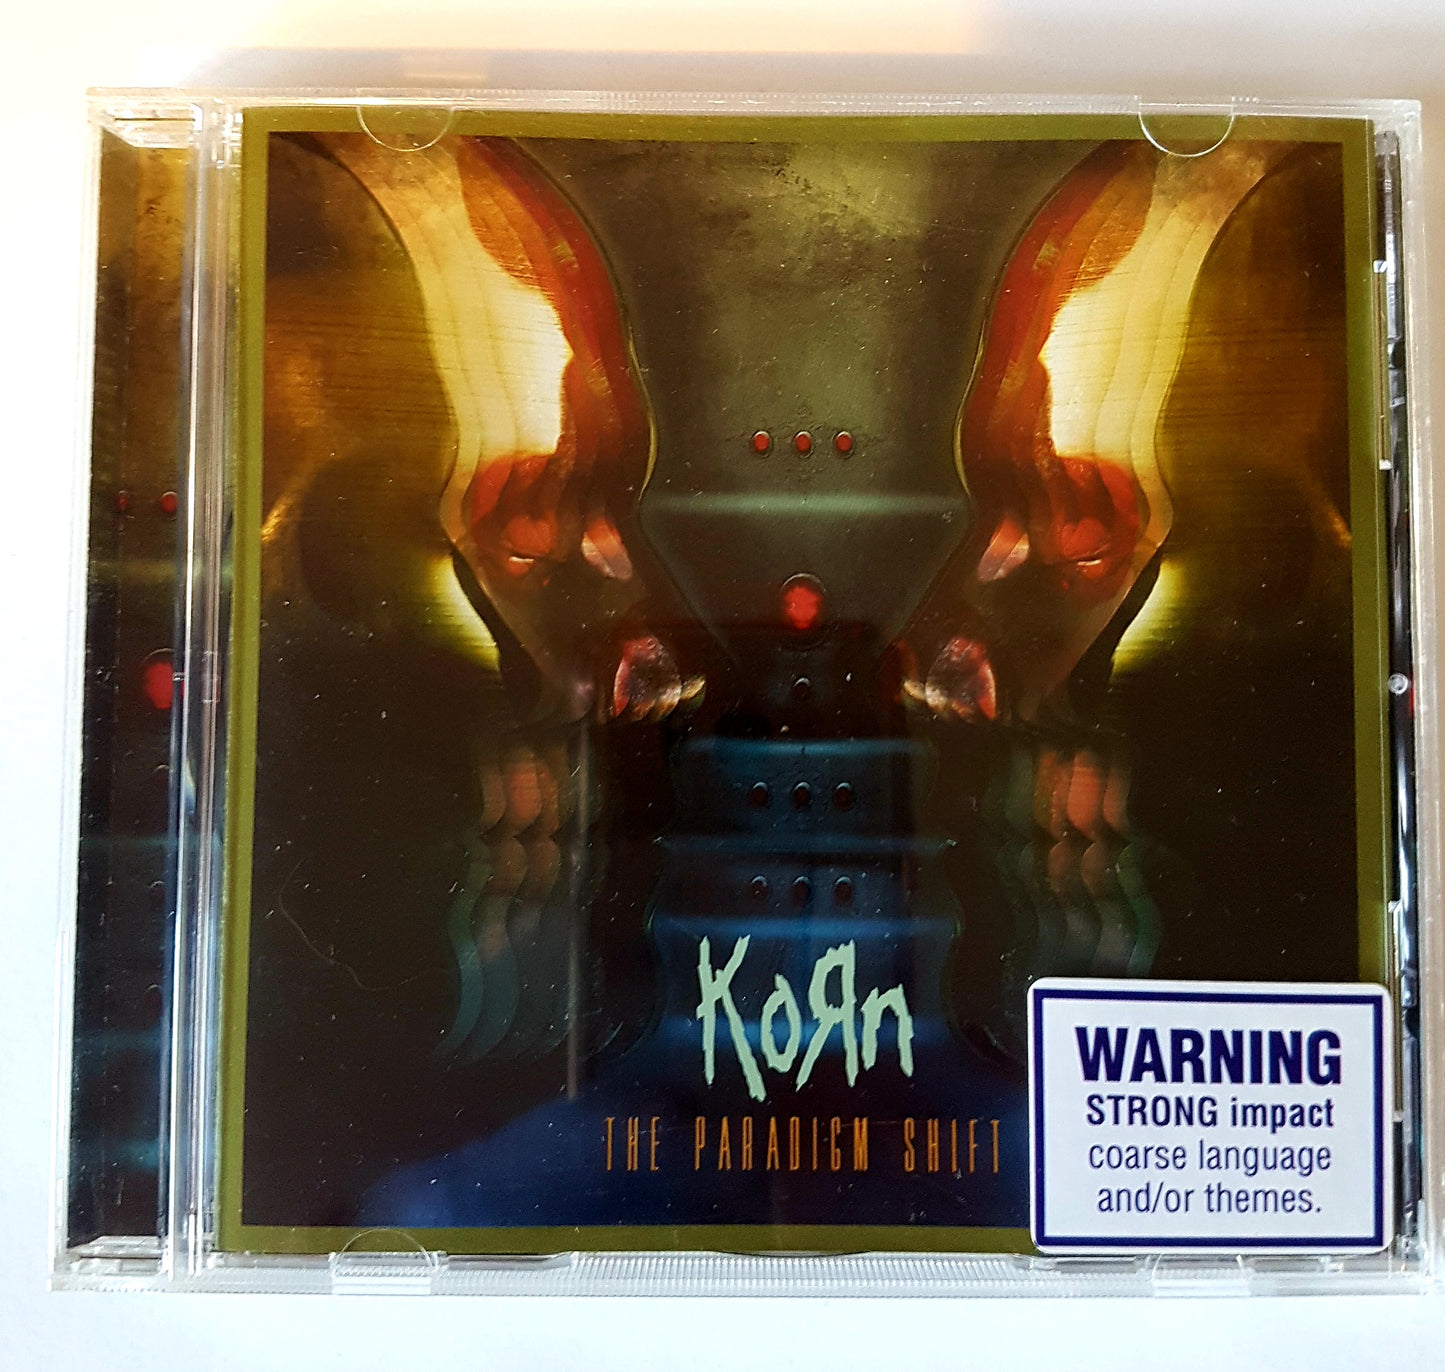 KoЯn
THE PARADIGM SHIFT
WARNING
STRONG impact
coarse language
and/or themes.